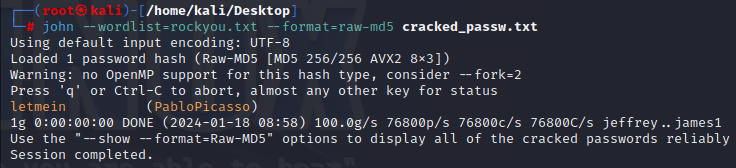 (root㉿kali)-[/home/kali/Desktop]
# john --wordlist=rockyou.txt --format=raw-md5 cracked_passw.txt
Using default input encoding: UTF-8
Loaded 1 password hash (Raw-MD5 [MD5 256/256 AVX2 8×3])
Warning: no OpenMP support for this hash type, consider --fork=2
Press 'q' or Ctrl-C to abort, almost any other key for status
letmein          (PabloPicasso)
1g 0:00:00:00 DONE (2024-01-18 08:58) 100.0g/s 76800p/s 76800c/s 76800C/s jeffrey..james1
Use the "--show --format=Raw-MD5" options to display all of the cracked passwords reliably
Session completed.